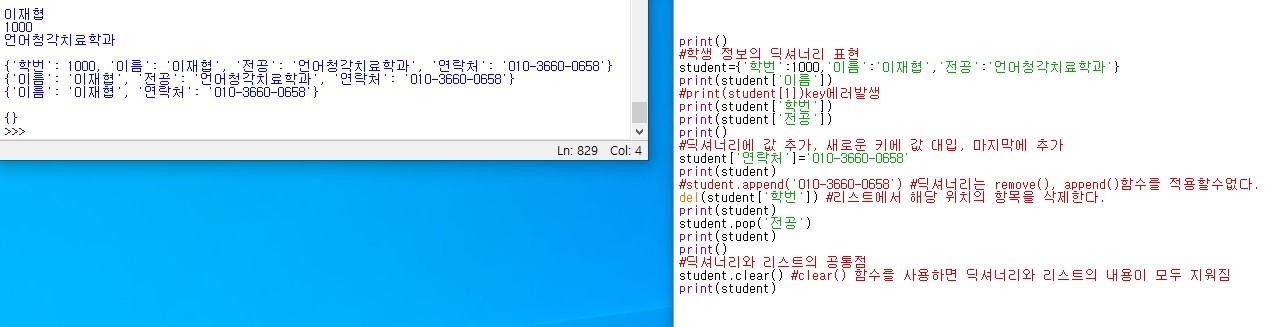 이재협
1000
언어청각치료학과
{'학번': 1000, '이름': '이재협', '전공': '언어청각치료학과', '연락처': '010-3660-0658'}
{'이름': '이재협', '전공': '언어청각치료학과', '연락처': '010-3660-0658'}
{'이름': '이재협', '연락처': '010-3660-0658'}
{}
>>>
Ln: 829 Col: 4
print()
#학생 정보의 딕셔너리 표현
student={'학번':1000,'이름':'이재협','전공':'언어청각치료학과'}
print(student['이름'])
#print(student[1])key에러발생
print(student['학번'])
print(student['전공'])
print()
#딕셔너리에 값 추가, 새로운 키에 값 대입, 마지막에 추가
student['연락처']='010-3660-0658'
print(student)
#student.append('010-3660-0658') #딕셔너리는 remove(), append()함수를 적용할수없다.
del(student['학번']) #리스트에서 해당 위치의 항목을 삭제한다.
print(student)
student.pop('전공')
print(student)
print()
#딕셔너리와 리스트의 공통점
student.clear() #clear() 함수를 사용하면 딕셔너리와 리스트의 내용이 모두 지워짐
print(student)